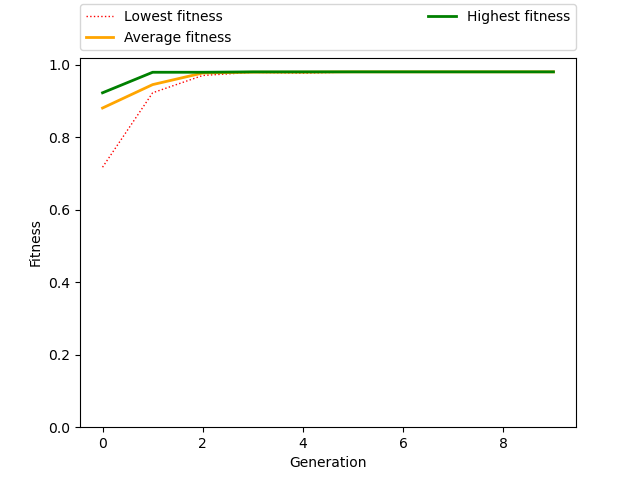 Lowest fitness
Average fitness
Highest fitness
1.0
0.8
0.6
0.4
0.2
0.0
Fitness
0 2 4 6 8
Generation